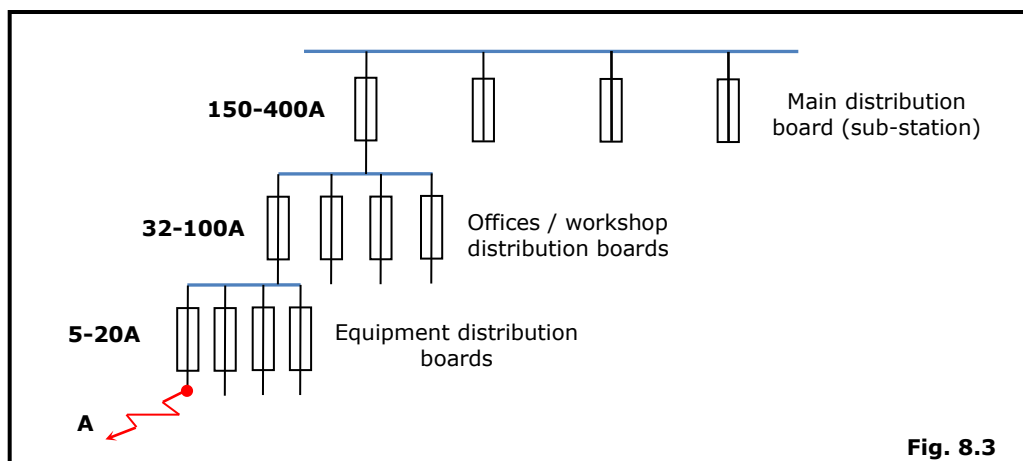 150-400A
Main distribution
board (sub-station)
32-100A
Offices / workshop
distribution boards
5-20A
Equipment distribution
boards
A
Fig. 8.3